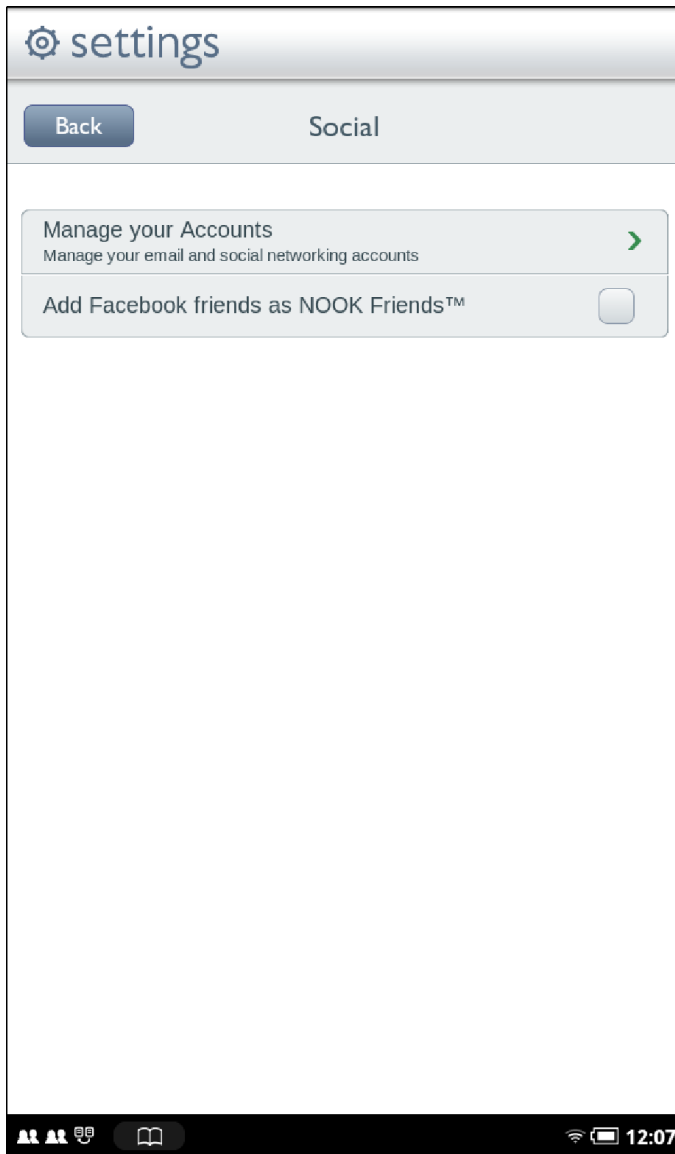 settings
Back
Social
Manage your Accounts
Manage your email and social networking accounts
Add Facebook friends as NOOK Friends™
12:07